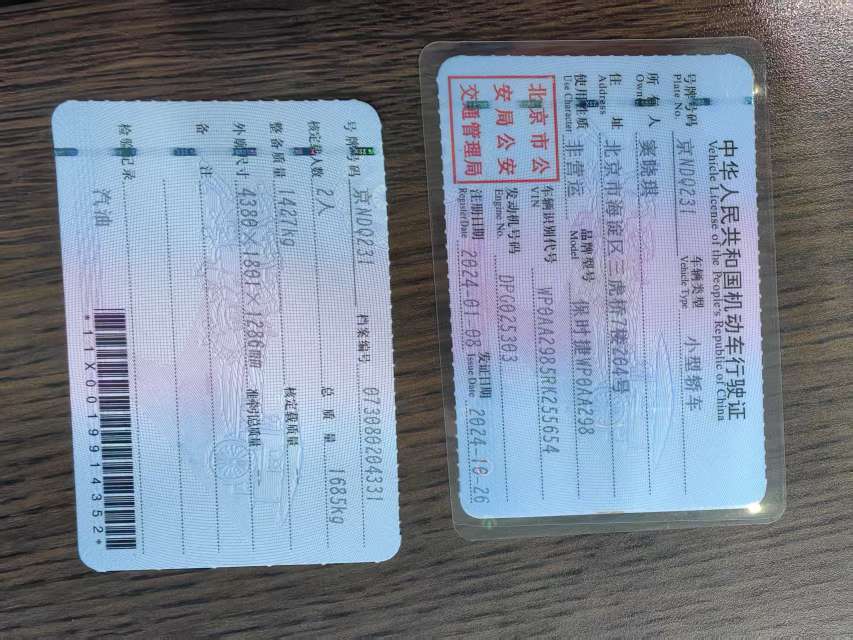 中华人民共和国机动车行驶证
Vehicle License of the People's Republic of China
号牌号码 京NDQ231 车辆类型 小型轿车
Plate No. Vehicle Type
所有人 窦晓琪
Owner
住址 北京市海淀区三虎桥7楼204号
Address
使用性质 非营运 品牌型号 保时捷WP0AA298
Use Character Model
北京市公
安局公安
交通管理局
车辆识别代号 WP0AA2985RK255654
VIN
发动机号码 DPG025303
Engine No.
注册日期 2024-01-08 发证日期 2024-10-26
Register Date Issue Date
号牌号码 京NDQ231 档案编号 073080204331
核定载人数 2人 总质量 1685kg
整备质量 1427kg 核定载质量
外廓尺寸 4380×1801×1286mm 准牵引总质量
备注
检验记录
汽油
*11X0019914352*